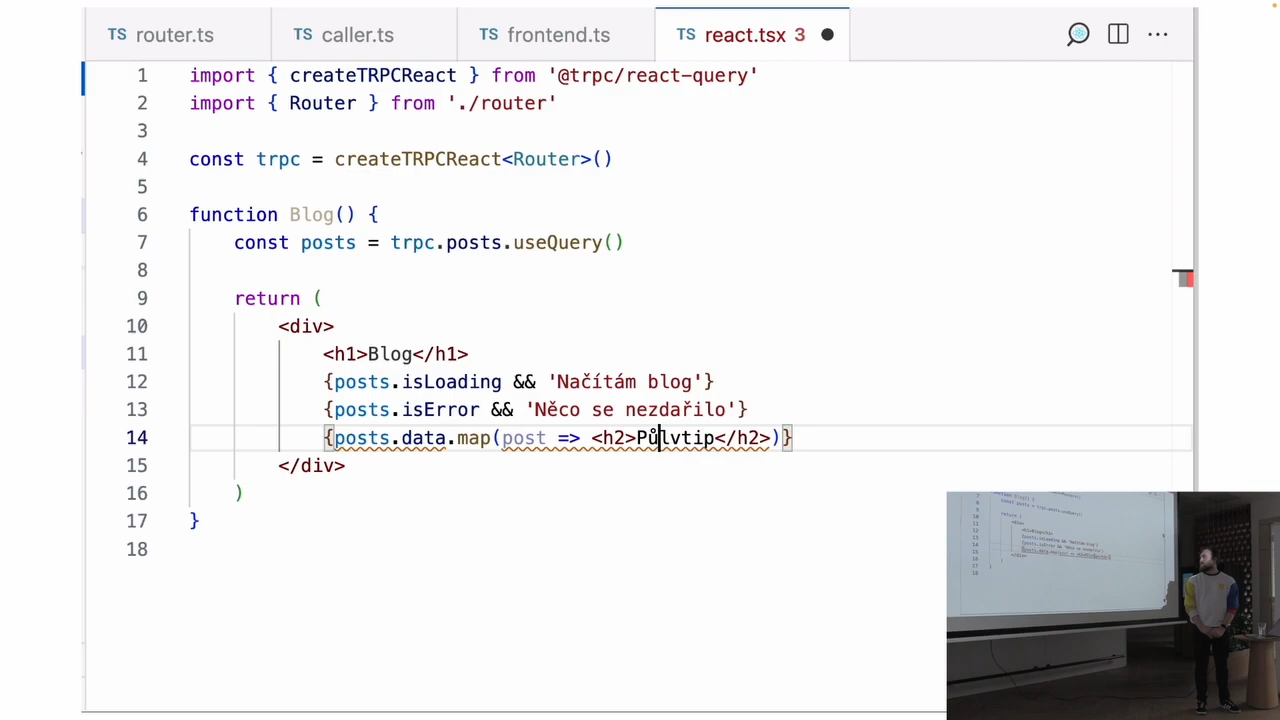 TS router.ts TS caller.ts TS frontend.ts TS react.tsx 3
1 import { createTRPCReact } from '@trpc/react-query'
2 import { Router } from './router'
3
4 const trpc = createTRPCReact<Router>()
5
6 function Blog() {
7 const posts = trpc.posts.useQuery()
8
9 return (
10 <div>
11 <h1>Blog</h1>
12 {posts.isLoading && 'Načítám blog'}
13 {posts.isError && 'Něco se nezdařilo'}
14 {posts.data.map(post => <h2>Půlvtip</h2>)}
15 </div>
16 )
17 }
18